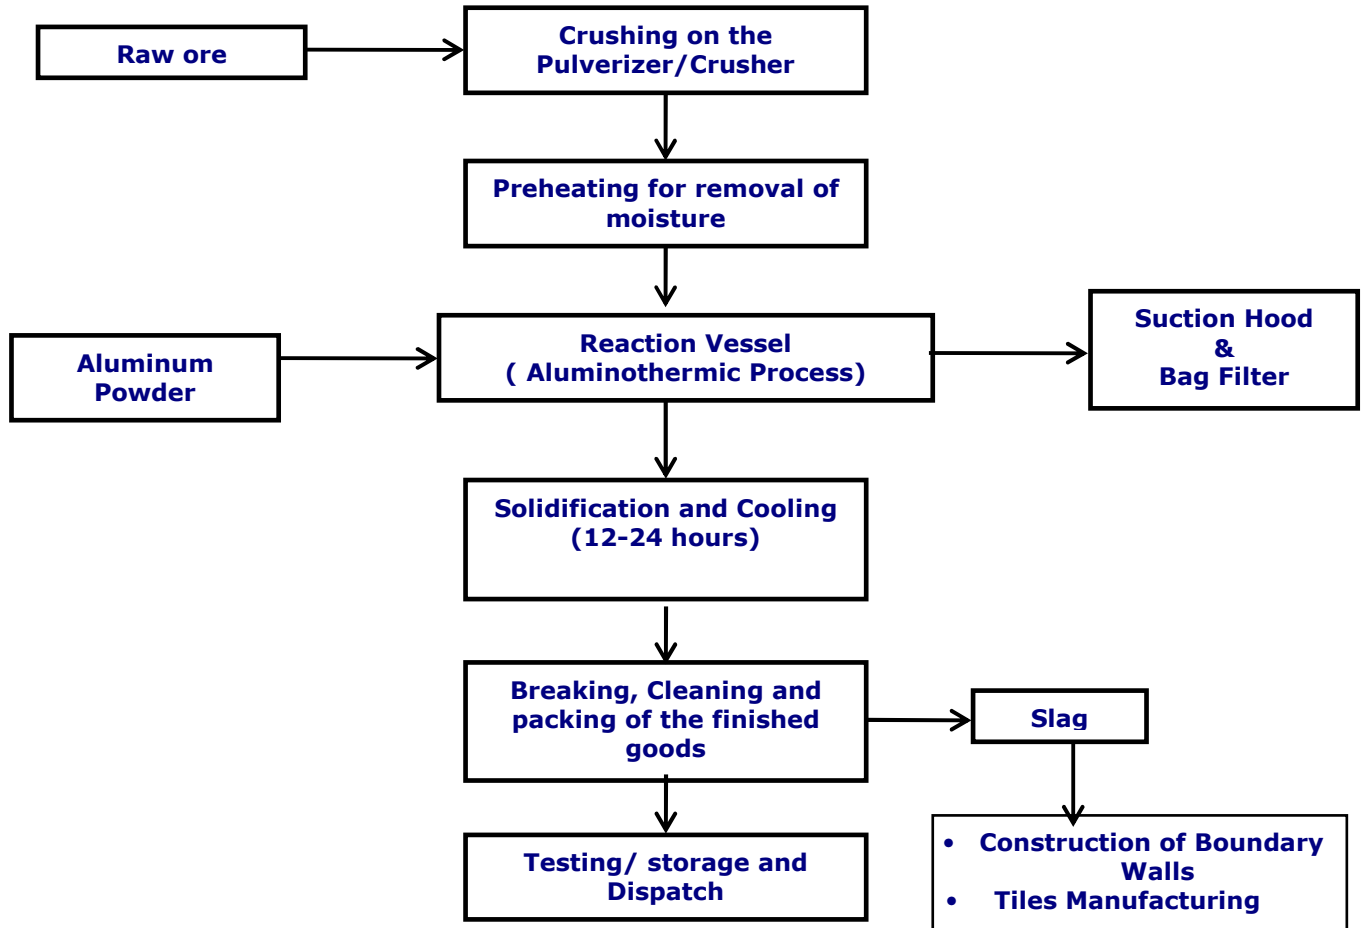 Raw ore
Crushing on the
Pulverizer/Crusher
Preheating for removal of
moisture
Aluminum
Powder
Reaction Vessel
( Aluminothermic Process)
Suction Hood
&
Bag Filter
Solidification and Cooling
(12-24 hours)
Breaking, Cleaning and
packing of the finished
goods
Slag
Testing/ storage and
Dispatch
• Construction of Boundary
Walls
• Tiles Manufacturing